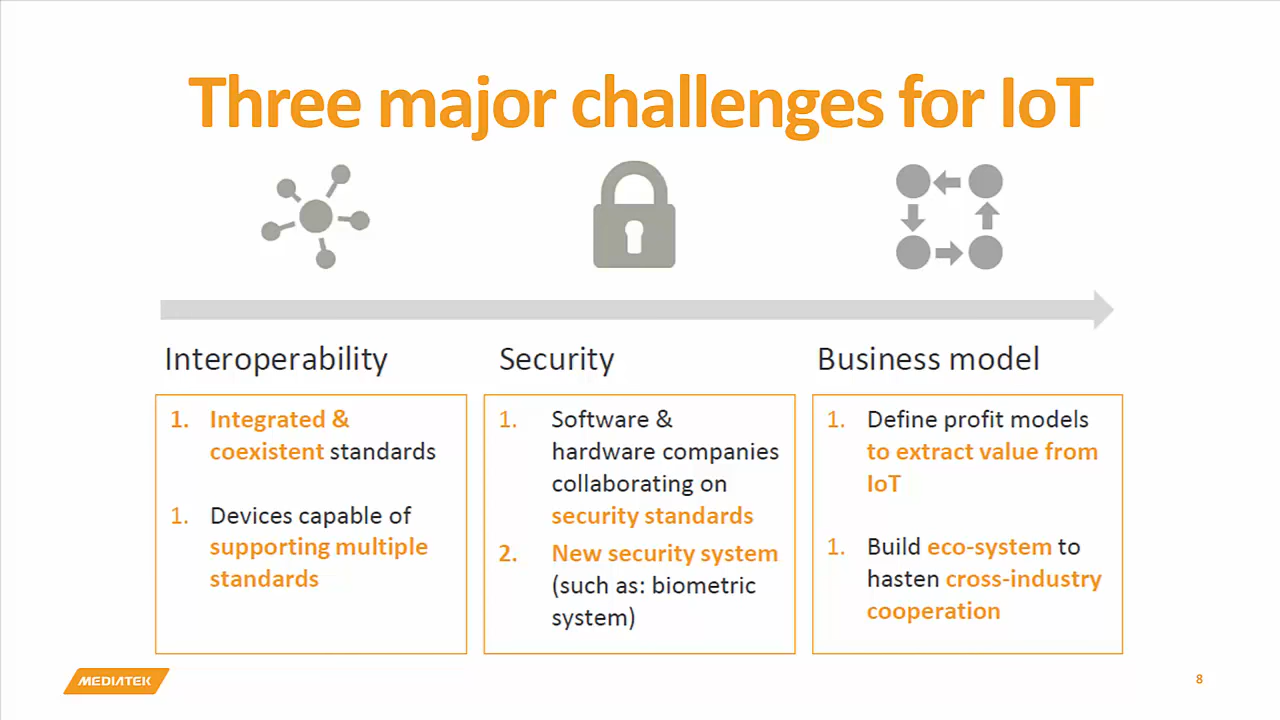 Three major challenges for IoT
Interoperability
1. Integrated &
coexistent standards
1. Devices capable of
supporting multiple
standards
Security
1. Software &
hardware companies
collaborating on
security standards
2. New security system
(such as: biometric
system)
Business model
1. Define profit models
to extract value from
IoT
1. Build eco-system to
hasten cross-industry
cooperation
MEDIATEK
8